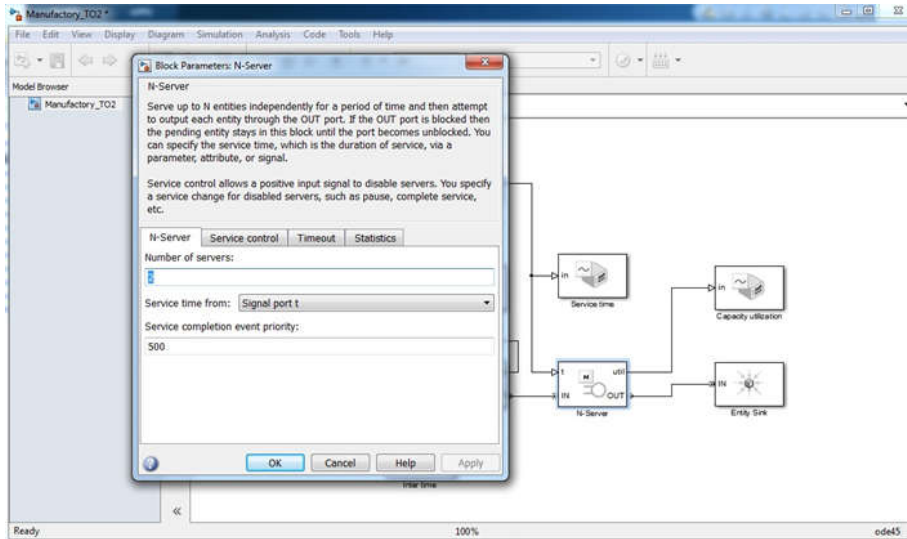 Manufactory_TO2 *
File Edit View Display Diagram Simulation Analysis Code Tools Help
Model Browser
Manufactory_TO2
Block Parameters: N-Server
N-Server
Serve up to N entities independently for a period of time and then attempt
to output each entity through the OUT port. If the OUT port is blocked then
the pending entity stays in this block until the port becomes unblocked. You
can specify the service time, which is the duration of service, via a
parameter, attribute, or signal.
Service control allows a positive input signal to disable servers. You specify
a service change for disabled servers, such as pause, complete service,
etc.
N-Server Service control Timeout Statistics
Number of servers:
Service time from: Signal port t
Service completion event priority:
500
OK Cancel Help Apply
in
Service time
in
Capacity utilization
t util
N
IN OUT
N-Server
IN
Entity Sink
Inter time
«
Ready 100% ode45